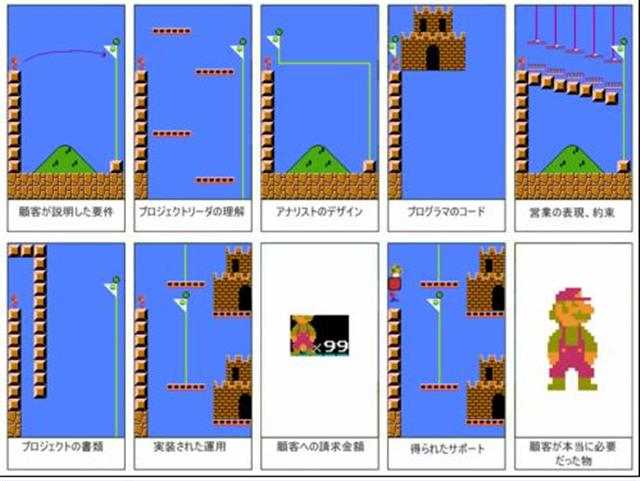 顧客が説明した要件
プロジェクトリーダの理解
アナリストのデザイン
プログラマのコード
営業の表現、約束
プロジェクトの書類
実装された運用
×99
顧客への請求金額
得られたサポート
顧客が本当に必要
だった物